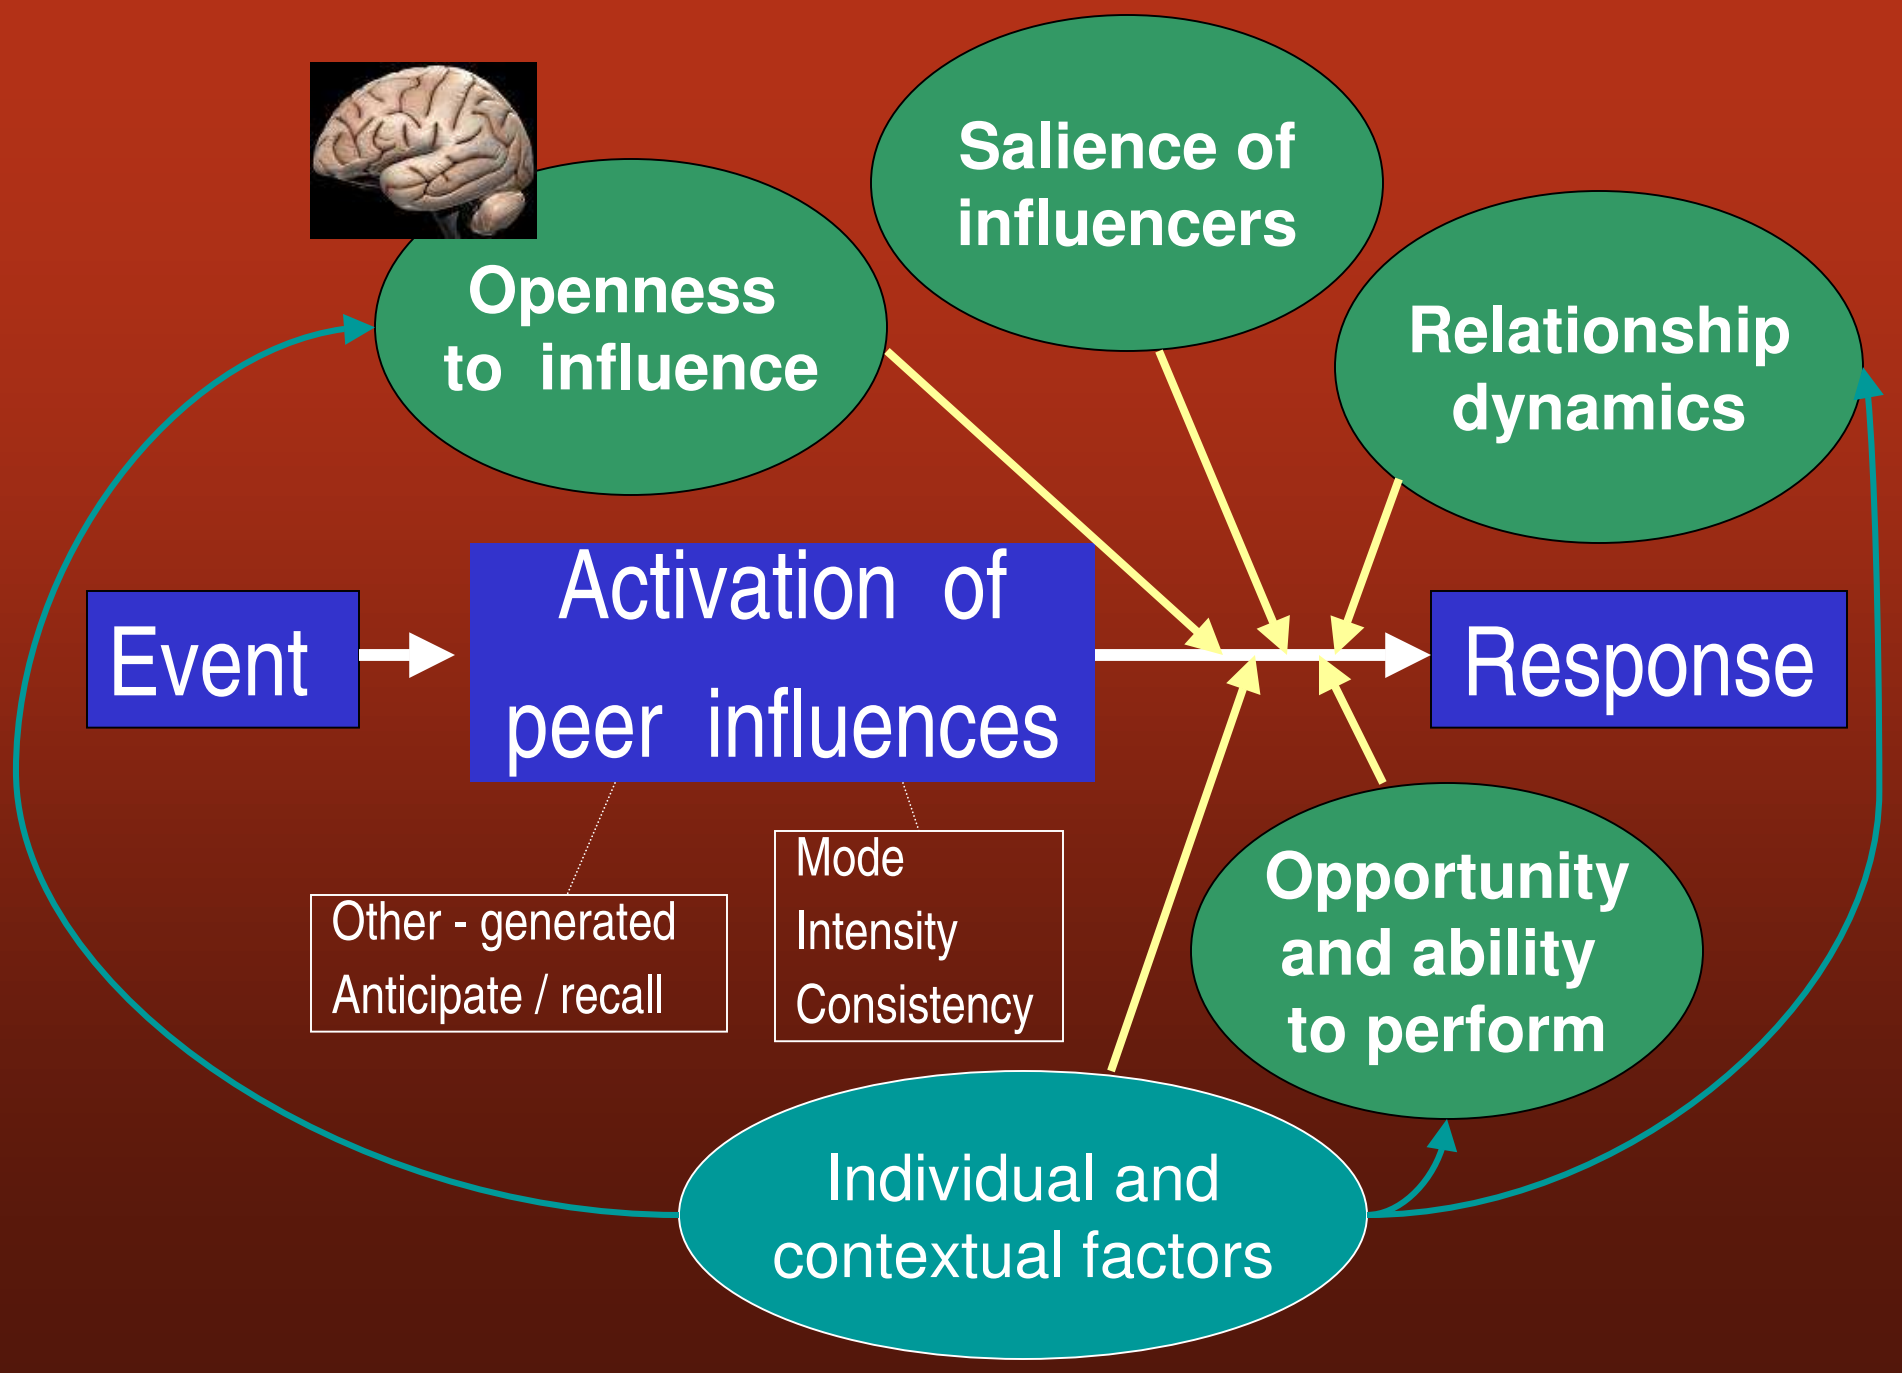 Salience of
influencers
Openness
to influence
Relationship
dynamics
Event
Activation of
peer influences
Response
Other - generated
Anticipate / recall
Mode
Intensity
Consistency
Opportunity
and ability
to perform
Individual and
contextual factors